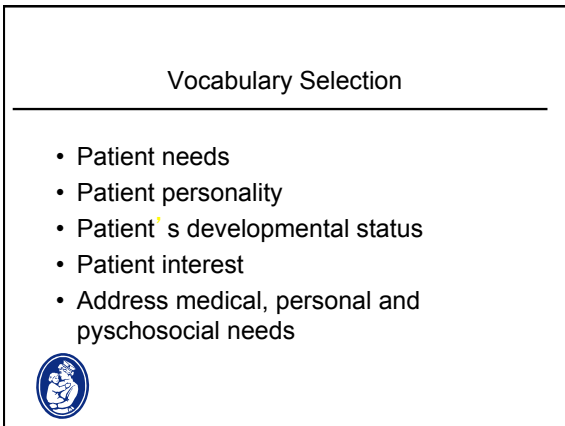 Vocabulary Selection
• Patient needs
• Patient personality
• Patient's developmental status
• Patient interest
• Address medical, personal and
pyschosocial needs